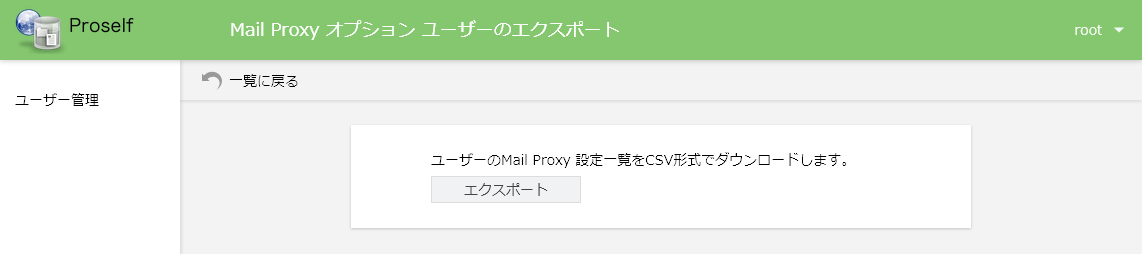 Proself
Mail Proxy オプション ユーザーのエクスポート
root
ユーザー管理
一覧に戻る
ユーザーのMail Proxy 設定一覧をCSV形式でダウンロードします。
エクスポート